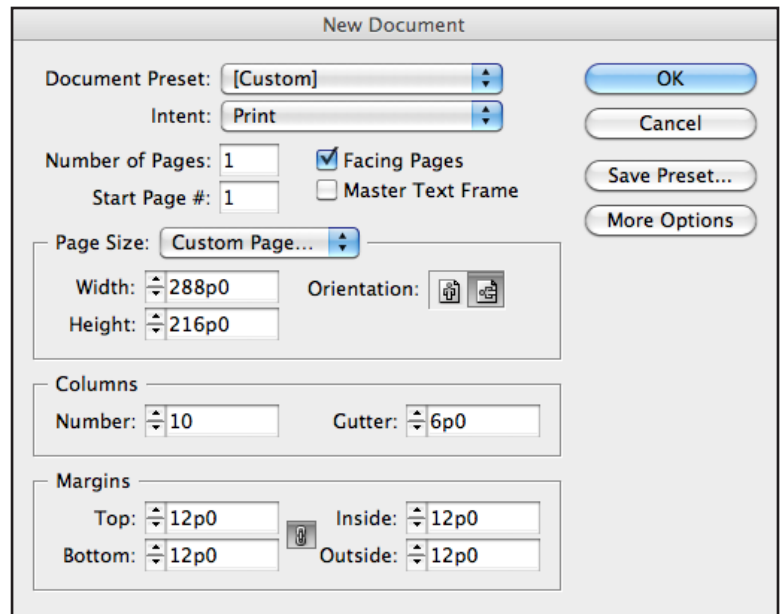 New Document
Document Preset: [Custom]
OK
Intent: Print
Cancel
Number of Pages: 1
Facing Pages
Save Preset...
Start Page #: 1
Master Text Frame
More Options
Page Size: Custom Page...
Width: 288p0
Orientation:
Height: 216p0
Columns
Number: 10
Gutter: 6p0
Margins
Top: 12p0
Inside: 12p0
Bottom: 12p0
Outside: 12p0